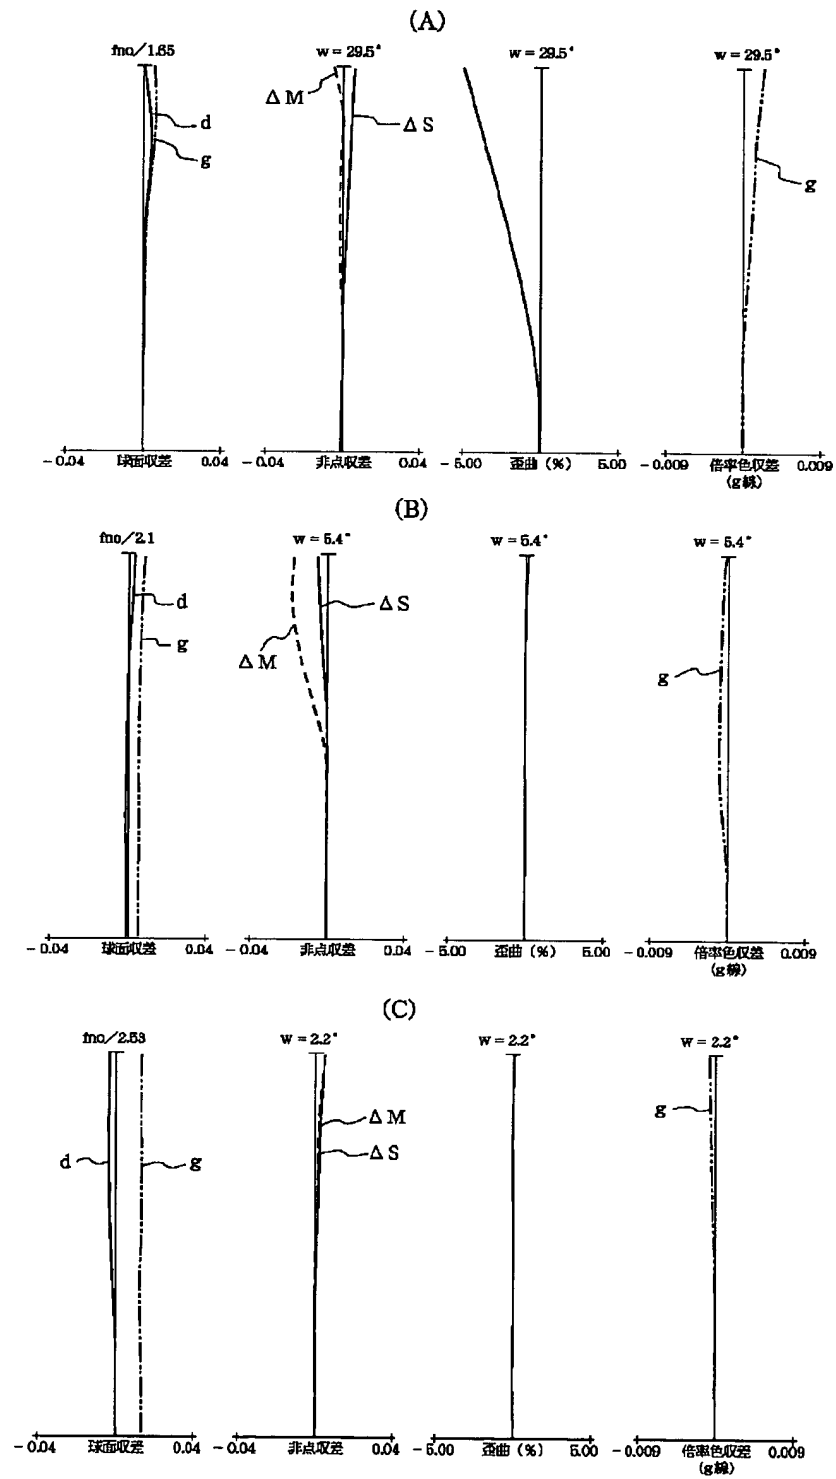 (A)
fno/1.65
w = 29.5°
w = 29.5°
w = 29.5°
ΔM
d
ΔS
g
g
-0.04 球面収差 0.04
-0.04 非点収差 0.04
-5.00 歪曲 (%) 5.00
-0.009 倍率色収差 0.009
(g線)
(B)
fno/2.1
w = 5.4°
w = 5.4°
w = 5.4°
d
ΔS
g
ΔM
g
-0.04 球面収差 0.04
-0.04 非点収差 0.04
-5.00 歪曲 (%) 5.00
-0.009 倍率色収差 0.009
(g線)
(C)
fno/2.53
w = 2.2°
w = 2.2°
w = 2.2°
g
ΔM
ΔS
d
g
-0.04 球面収差 0.04
-0.04 非点収差 0.04
-5.00 歪曲 (%) 5.00
-0.009 倍率色収差 0.009
(g線)